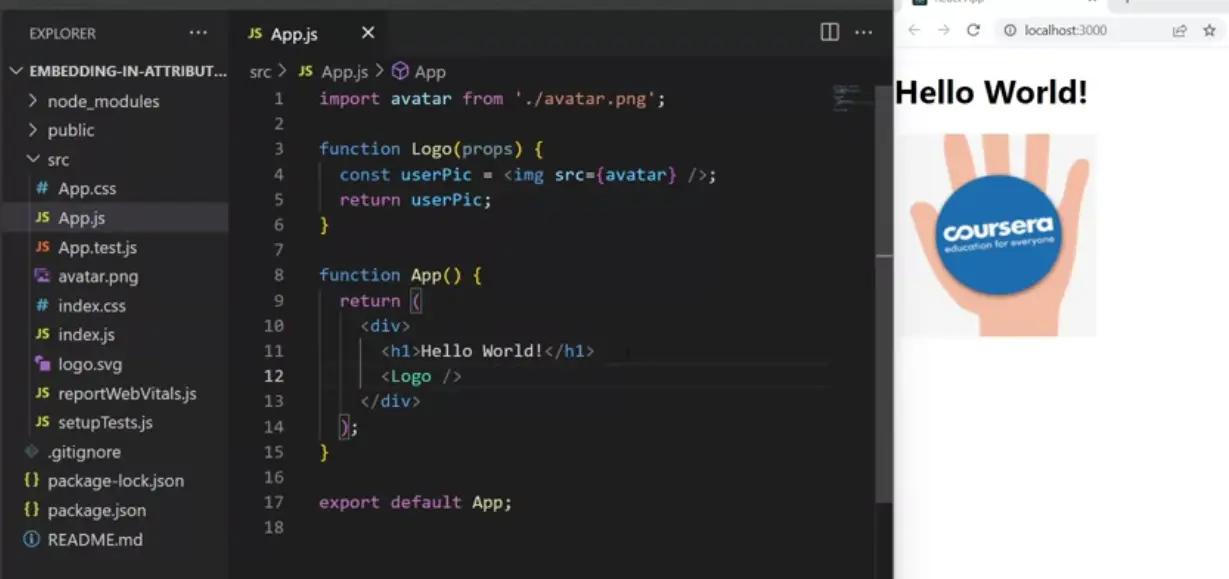 EXPLORER ...
EMBEDDING-IN-ATTRIBUT...
node_modules
public
src
# App.css
JS App.js
JS App.test.js
avatar.png
# index.css
JS index.js
logo.svg
JS reportWebVitals.js
JS setupTests.js
.gitignore
{} package-lock.json
{} package.json
README.md
JS App.js ×
src > JS App.js > App
1 import avatar from './avatar.png';
2
3 function Logo(props) {
4 const userPic = <img src={avatar} />;
5 return userPic;
6 }
7
8 function App() {
9 return (
10 <div>
11 <h1>Hello World!</h1>
12 <Logo />
13 </div>
14 );
15 }
16
17 export default App;
18
localhost:3000
Hello World!
coursera
education for everyone